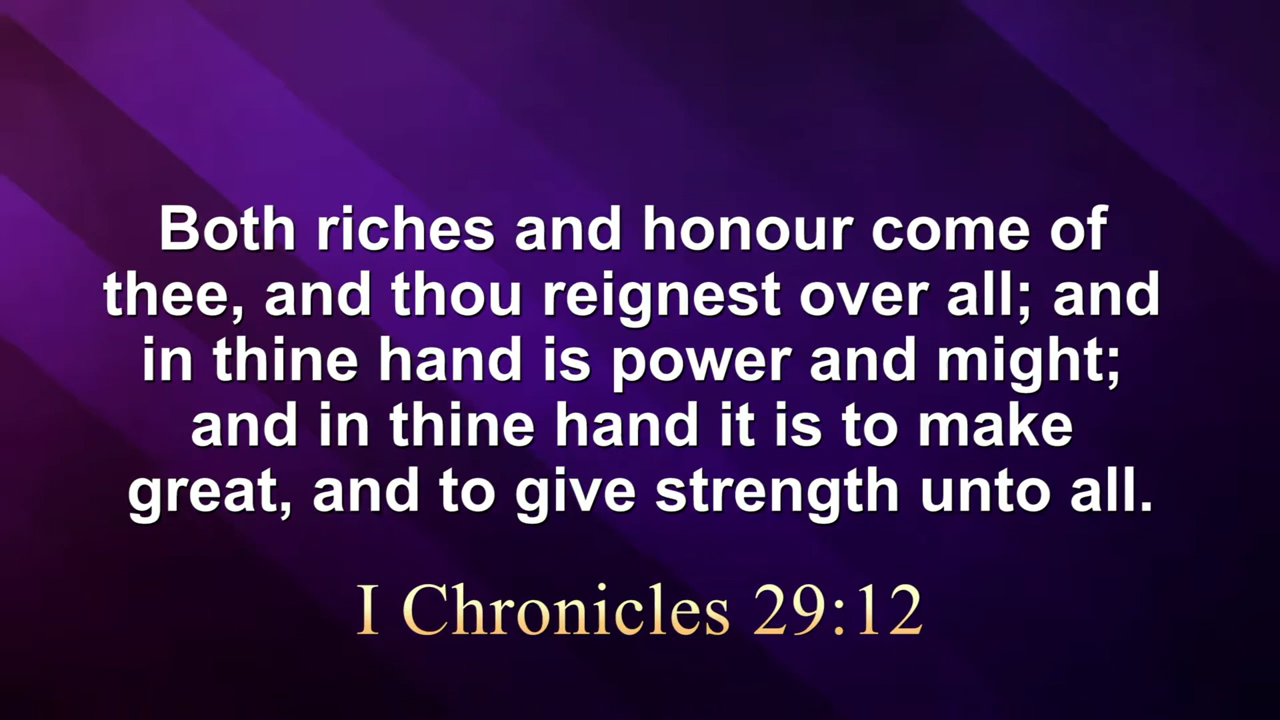 Both riches and honour come of
thee, and thou reignest over all; and
in thine hand is power and might;
and in thine hand it is to make
great, and to give strength unto all.
I Chronicles 29:12